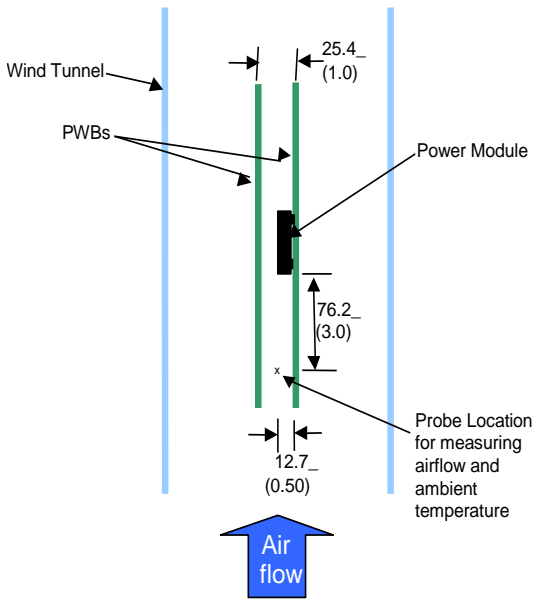 25.4_
(1.0)
Wind Tunnel
PWBs
Power Module
76.2_
(3.0)
x
Probe Location
for measuring
airflow and
ambient
temperature
12.7_
(0.50)
Air
flow